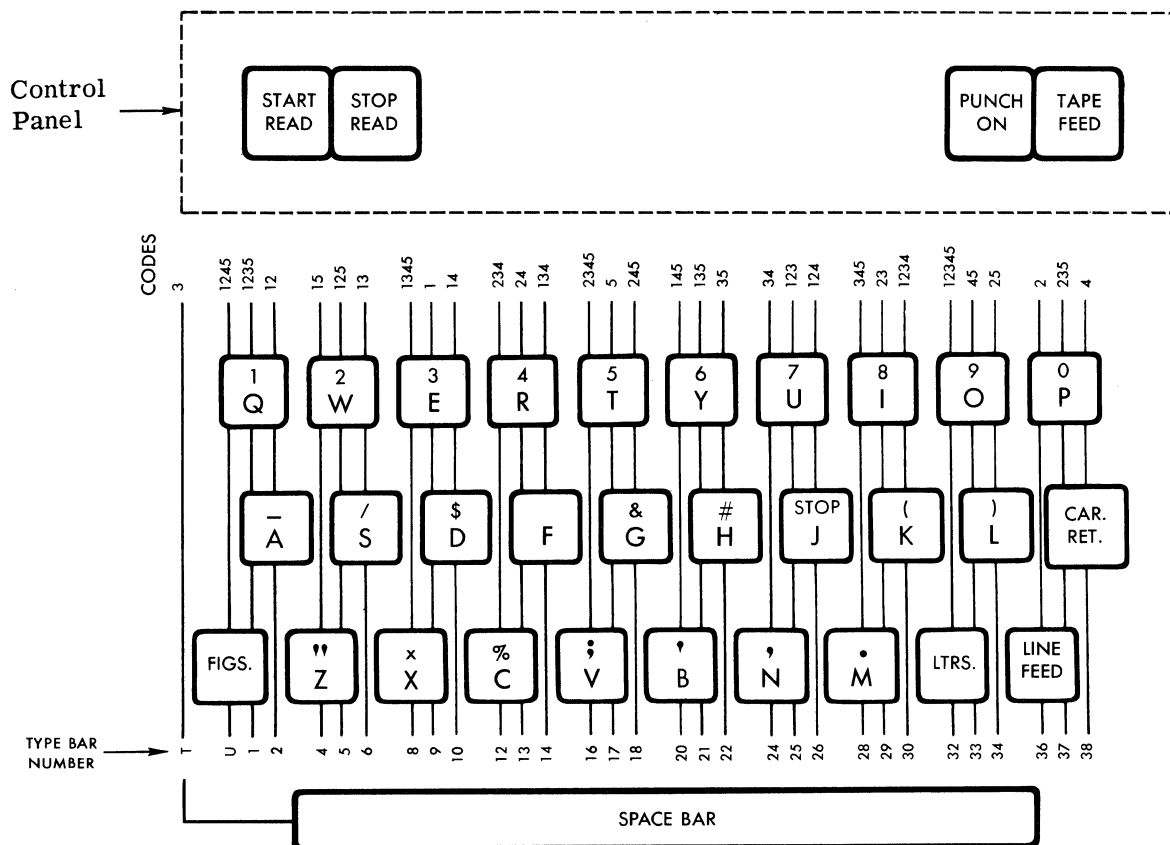 Control
Panel
START
READ
STOP
READ
PUNCH
ON
TAPE
FEED
CODES
3 1245 1235 12 15 125 13 1345 1 14 234 24 134 2345 5 245 145 135 35 34 123 124 345 23 1234 12345 45 25 2 235 4
1 2 3 4 5 6 7 8 9 0
Q W E R T Y U I O P
_ / $ & # STOP ( )
A S D F G H J K L
CAR.
RET.
FIGS.
" x % ; ' , .
Z X C V B N M
LTRS.
LINE
FEED
TYPE BAR
NUMBER
T U 1 2 4 5 6 8 9 10 12 13 14 16 17 18 20 21 22 24 25 26 28 29 30 32 33 34 36 37 38
SPACE BAR